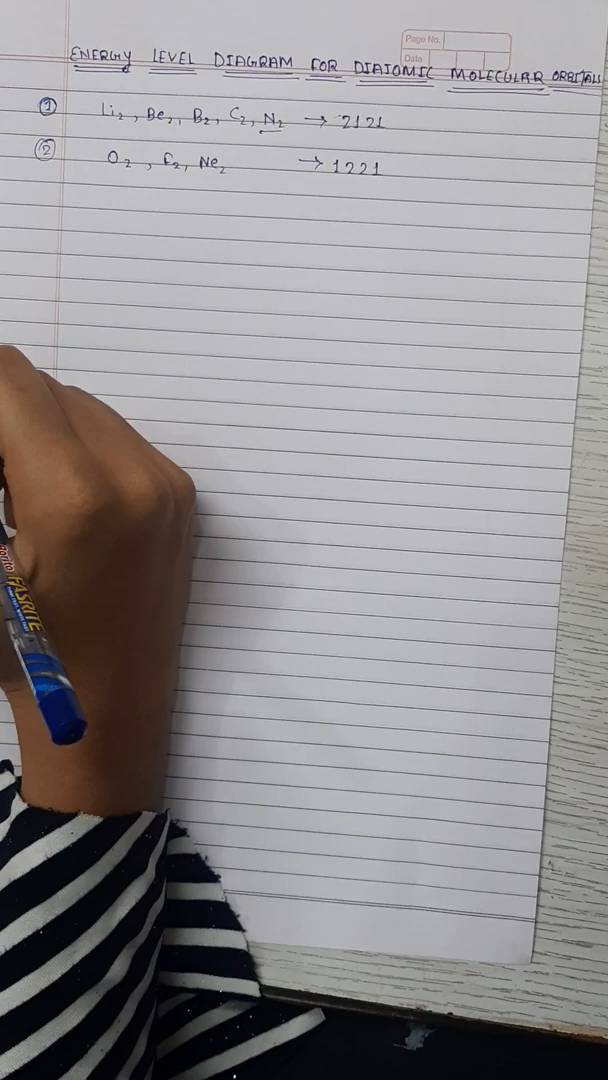 Page No.
Date
ENERGY LEVEL DIAGRAM FOR DIATOMIC MOLECULAR ORBITALS
① Li₂, Be₂, B₂, C₂, N₂ → 2121
② O₂, F₂, Ne₂ → 1221
Rorito FASRITE